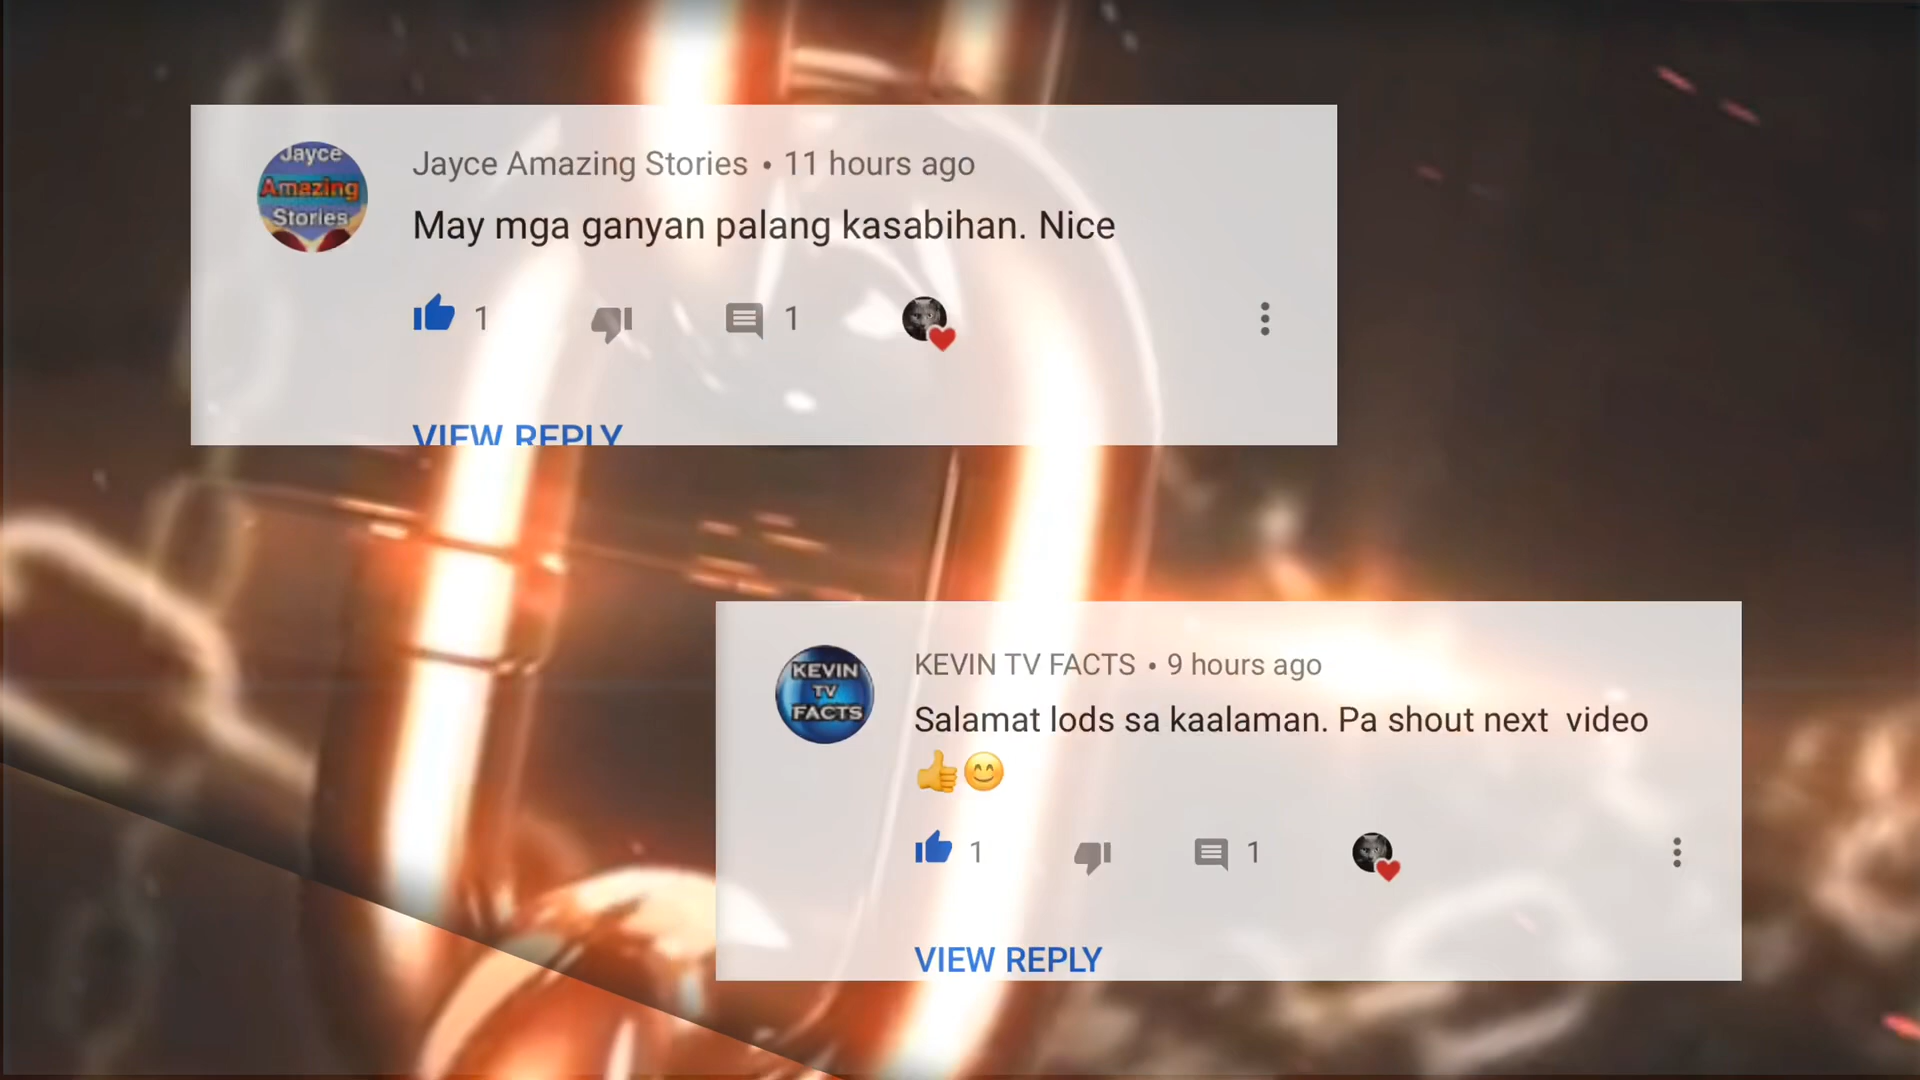 Jayce
Amazing
Stories
Jayce Amazing Stories • 11 hours ago
May mga ganyan palang kasabihan. Nice
1
1
VIEW REPLY
KEVIN
TV
FACTS
KEVIN TV FACTS • 9 hours ago
Salamat lods sa kaalaman. Pa shout next video
👍😊
1
1
VIEW REPLY